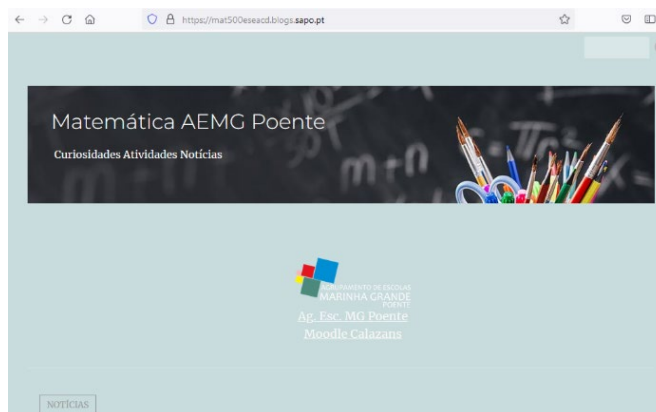 https://mat500eseacd.blogs.sapo.pt
Matemática AEMG Poente
Curiosidades Atividades Notícias
m+n
AGRUPAMENTO DE ESCOLAS
MARINHA GRANDE
POENTE
Ag. Esc. MG Poente
Moodle Calazans
NOTÍCIAS